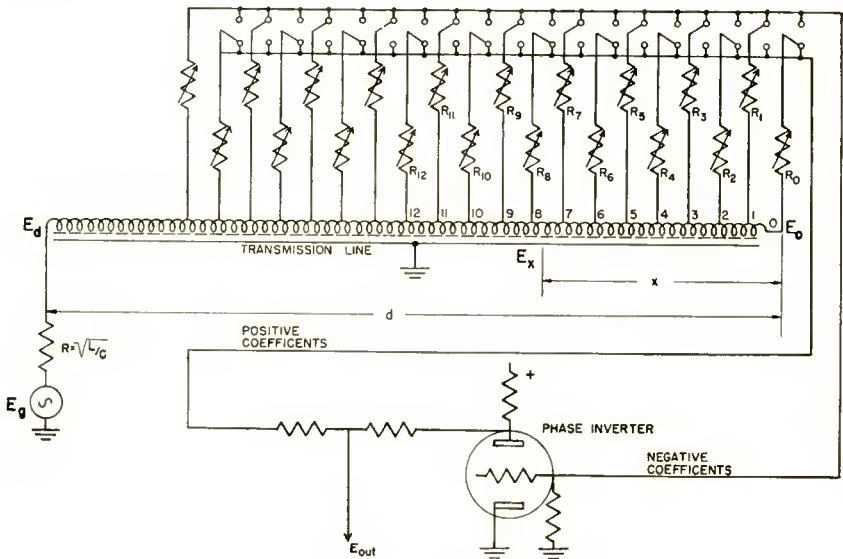 R11
R9
R7
R5
R3
R1
R12
R10
R8
R6
R4
R2
R0
Ed
12 11 10 9 8 7 6 5 4 3 2 1 0
Eo
TRANSMISSION LINE
Ex
x
d
POSITIVE
COEFFICENTS
R=√L/C
+
Eg
PHASE INVERTER
NEGATIVE
COEFFICENTS
Eout